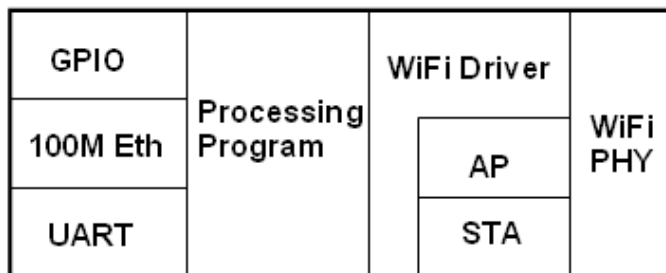 GPIO
100M Eth
UART
Processing
Program
WiFi Driver
AP
STA
WiFi
PHY